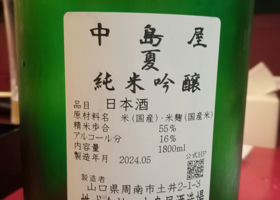 中島屋
夏
純米吟醸
品目 日本酒
原材料名 米(国産)・米麹(国産米)
精米歩合 55%
アルコール分 16%
内容量 1800ml
製造年月 2024.05
公式HP
製造者
山口県周南市土井2-1-3